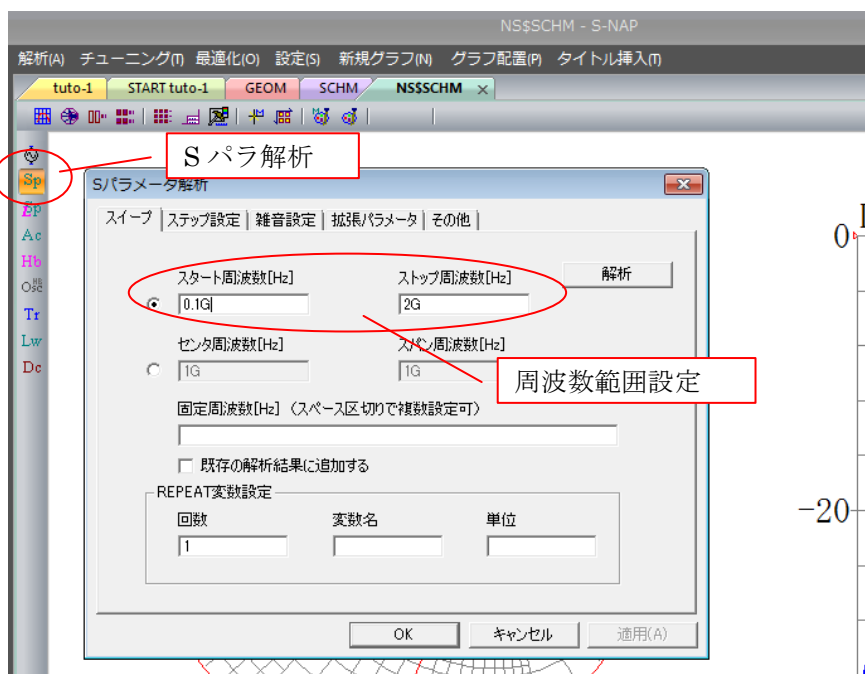 NS$SCHM - S-NAP
解析(A) チューニング(T) 最適化(O) 設定(S) 新規グラフ(N) グラフ配置(P) タイトル挿入(T)
tuto-1 START tuto-1 GEOM SCHM NS$SCHM ×
Sパラ解析
Sp
Sパラメータ解析
Ep
スイープ ステップ設定 雑音設定 拡張パラメータ その他
Ac
0
Hb
スタート周波数[Hz] ストップ周波数[Hz] 解析
Osc
0.1G 2G
Tr
Lw
センタ周波数[Hz] スパン周波数[Hz]
Dc
1G 1G
周波数範囲設定
固定周波数[Hz] (スペース区切りで複数設定可)
既存の解析結果に追加する
REPEAT変数設定
-20
回数 変数名 単位
1
OK キャンセル 適用(A)